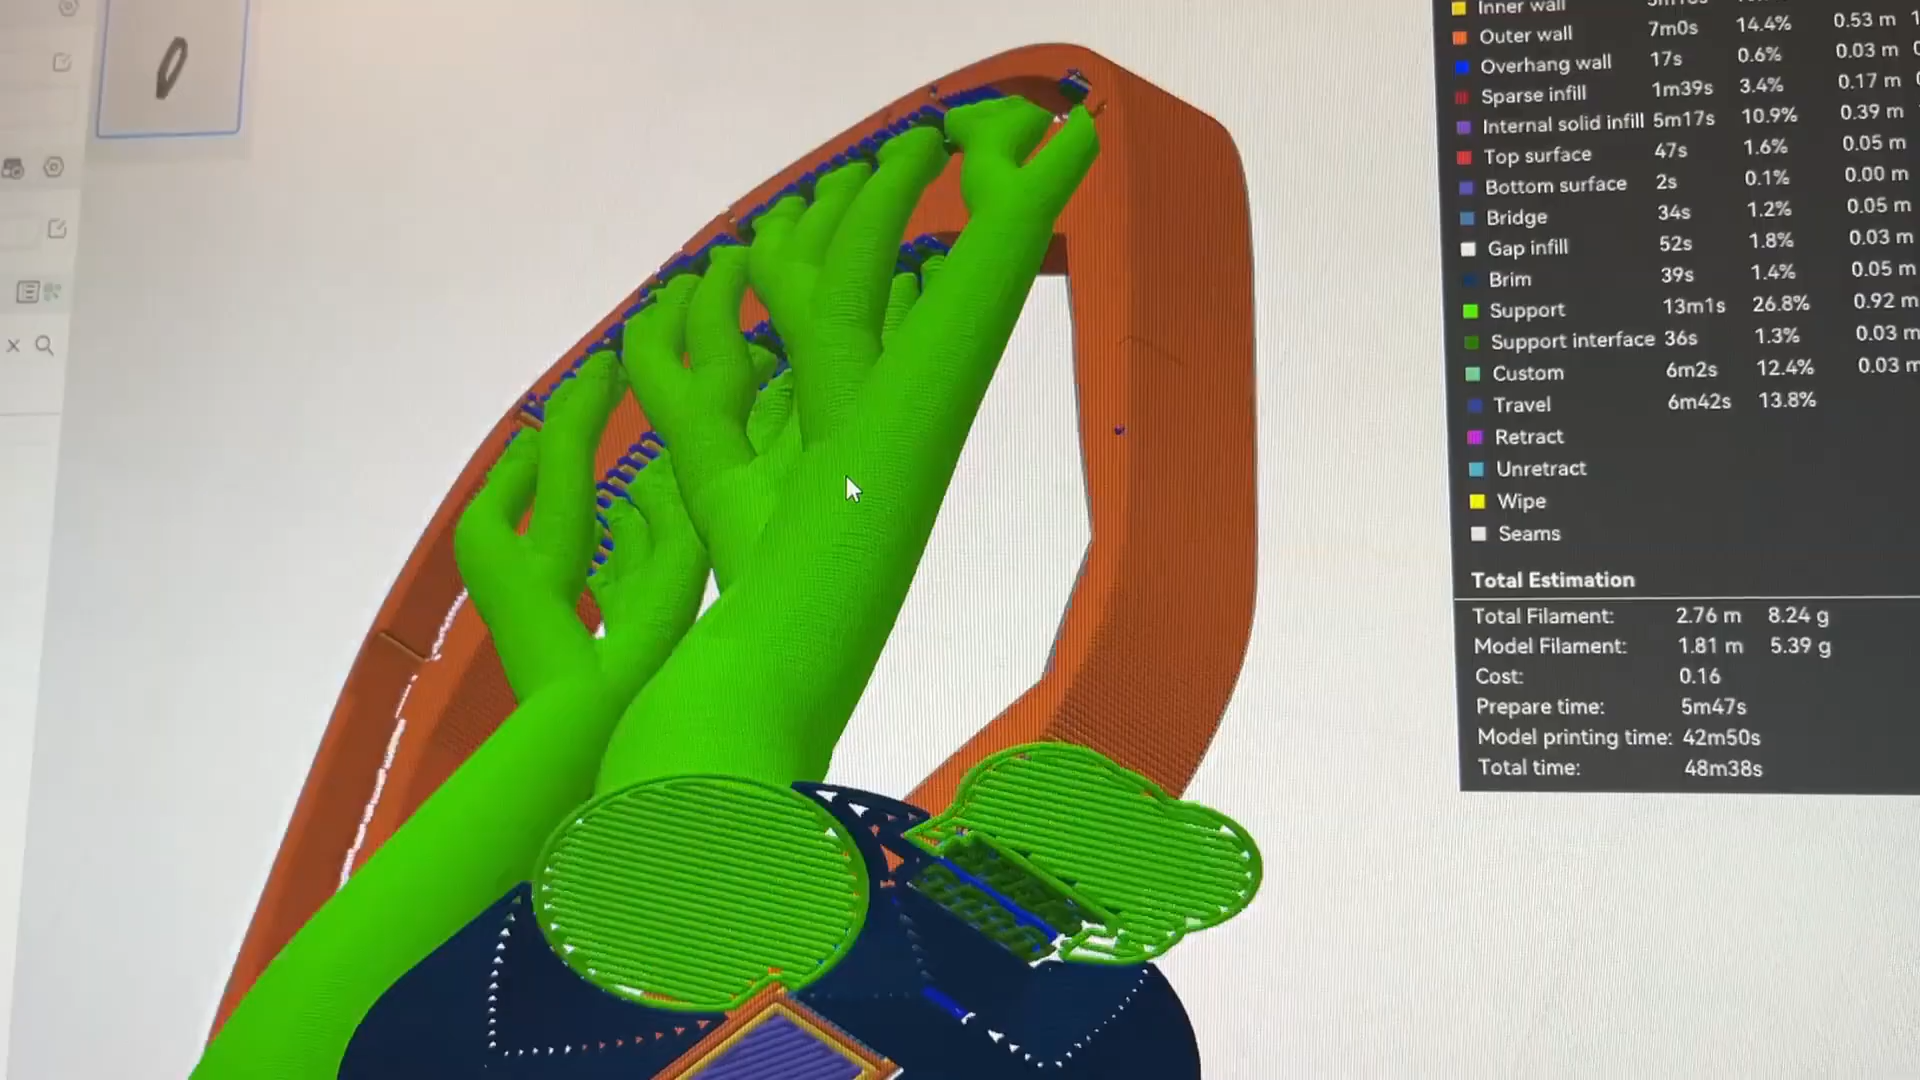 Inner wall
Outer wall 7m0s 14.4% 0.53 m
Overhang wall 17s 0.6% 0.03 m
Sparse infill 1m39s 3.4% 0.17 m
Internal solid infill 5m17s 10.9% 0.39 m
Top surface 47s 1.6% 0.05 m
Bottom surface 2s 0.1% 0.00 m
Bridge 34s 1.2% 0.05 m
Gap infill 52s 1.8% 0.03 m
Brim 39s 1.4% 0.05 m
Support 13m1s 26.8% 0.92 m
Support interface 36s 1.3% 0.03 m
Custom 6m2s 12.4% 0.03 m
Travel 6m42s 13.8%
Retract
Unretract
Wipe
Seams
Total Estimation
Total Filament: 2.76 m 8.24 g
Model Filament: 1.81 m 5.39 g
Cost: 0.16
Prepare time: 5m47s
Model printing time: 42m50s
Total time: 48m38s